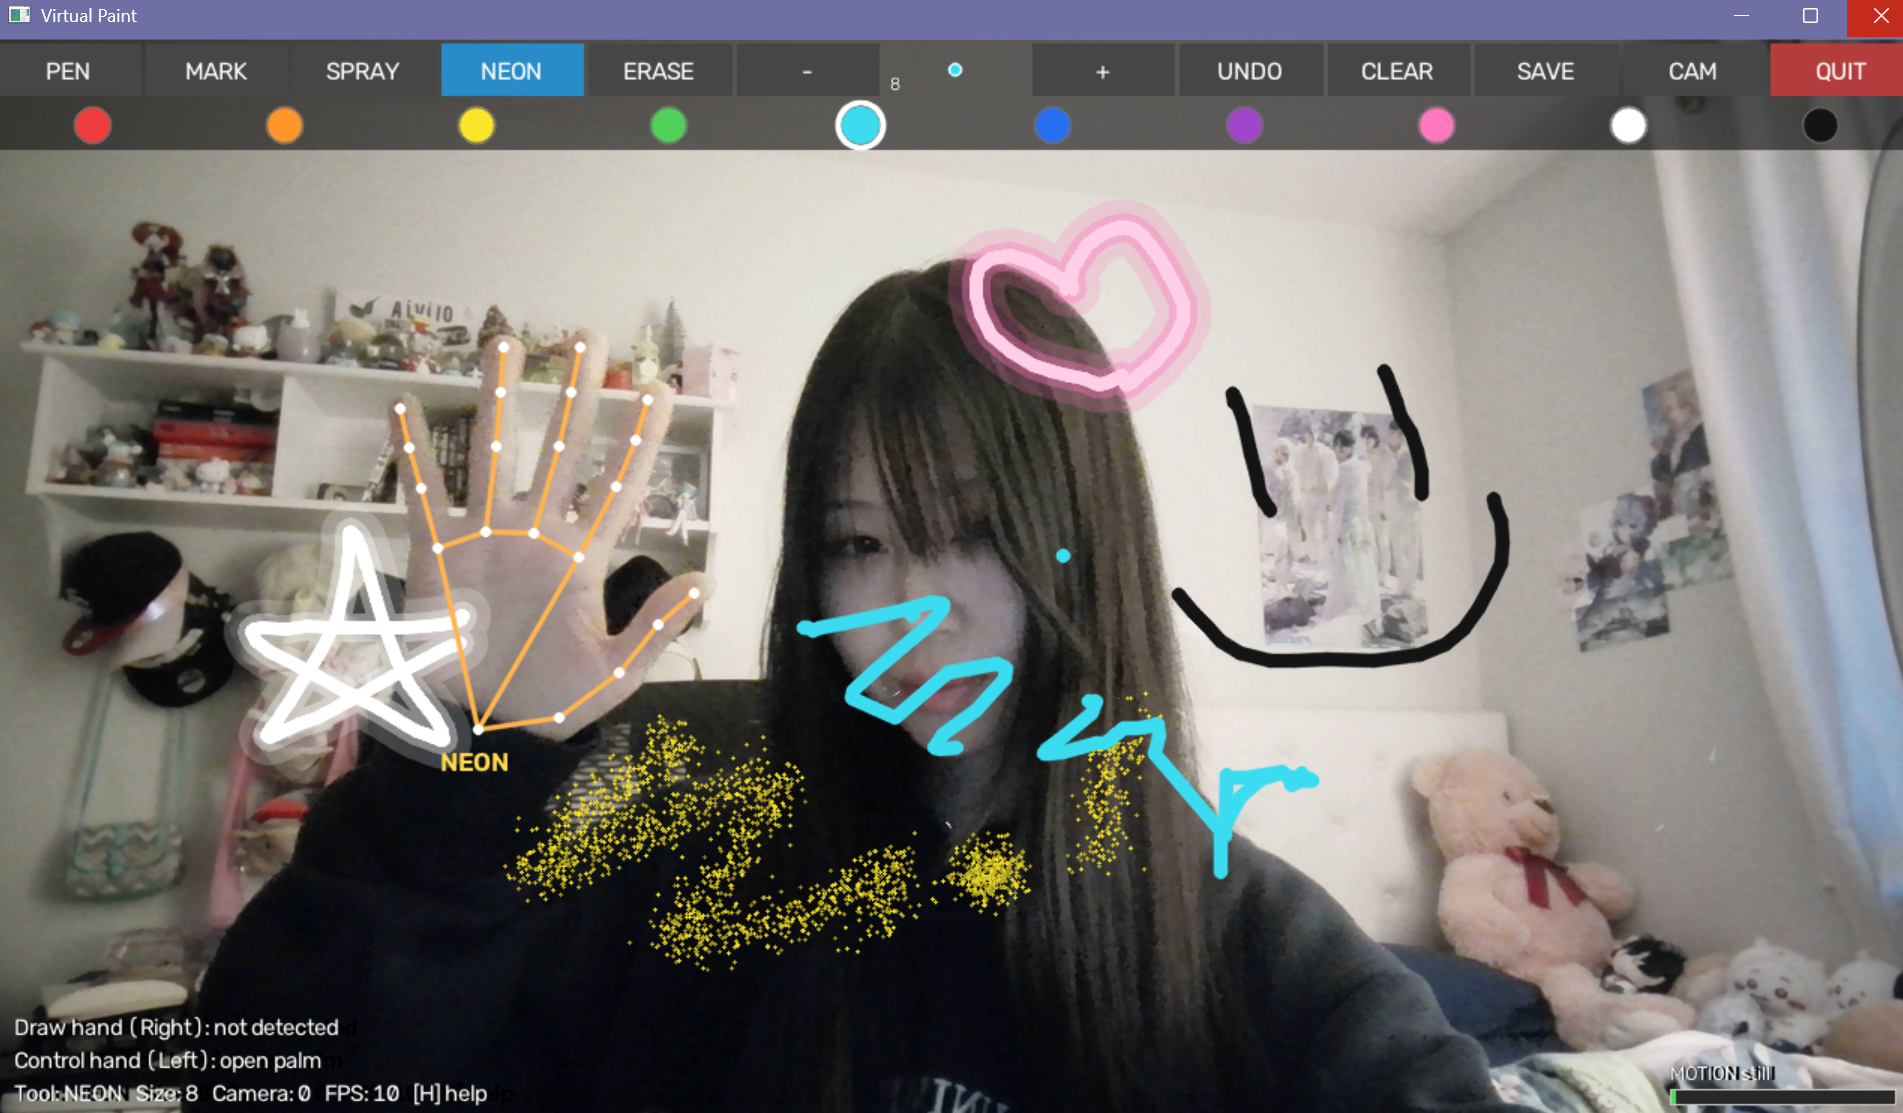 Virtual Paint
PEN MARK SPRAY NEON ERASE - 8 + UNDO CLEAR SAVE CAM QUIT
Aivilo
NEON
Draw hand (Right): not detected
Control hand (Left): open palm
Tool: NEON Size: 8 Camera: 0 FPS: 10 [H] help
MOTION still